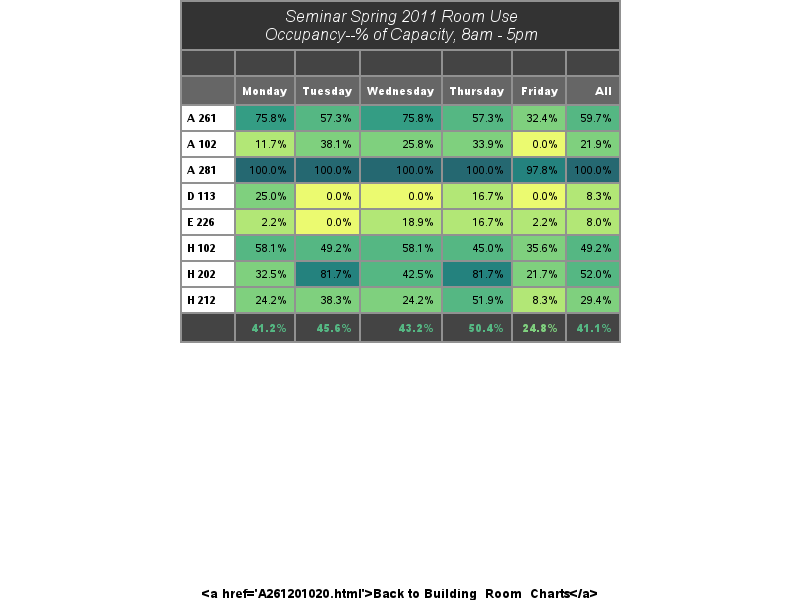 Seminar Spring 2011 Room Use
Occupancy--% of Capacity, 8am - 5pm
Monday Tuesday Wednesday Thursday Friday All
A 261 75.8% 57.3% 75.8% 57.3% 32.4% 59.7%
A 102 11.7% 38.1% 25.8% 33.9% 0.0% 21.9%
A 281 100.0% 100.0% 100.0% 100.0% 97.8% 100.0%
D 113 25.0% 0.0% 0.0% 16.7% 0.0% 8.3%
E 226 2.2% 0.0% 18.9% 16.7% 2.2% 8.0%
H 102 58.1% 49.2% 58.1% 45.0% 35.6% 49.2%
H 202 32.5% 81.7% 42.5% 81.7% 21.7% 52.0%
H 212 24.2% 38.3% 24.2% 51.9% 8.3% 29.4%
41.2% 45.6% 43.2% 50.4% 24.8% 41.1%
<a href='A261201020.html'>Back to Building_Room_Charts</a>